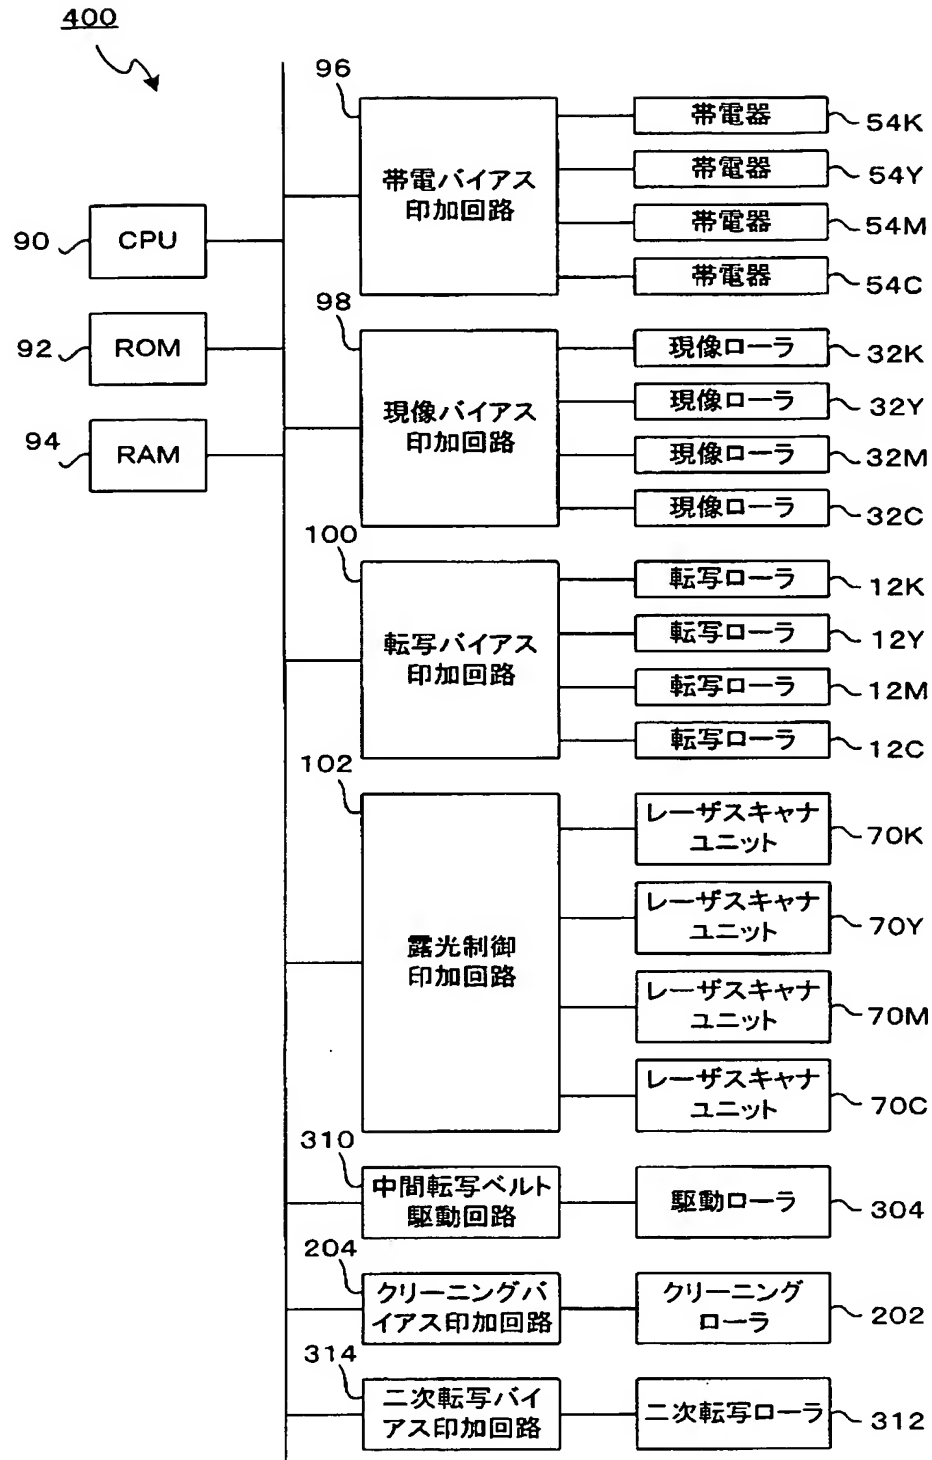 400
90
CPU
92
ROM
94
RAM
96
帯電バイアス
印加回路
帯電器
54K
帯電器
54Y
帯電器
54M
帯電器
54C
98
現像バイアス
印加回路
現像ローラ
32K
現像ローラ
32Y
現像ローラ
32M
現像ローラ
32C
100
転写バイアス
印加回路
転写ローラ
12K
転写ローラ
12Y
転写ローラ
12M
転写ローラ
12C
102
露光制御
印加回路
レーザスキャナ
ユニット
70K
レーザスキャナ
ユニット
70Y
レーザスキャナ
ユニット
70M
レーザスキャナ
ユニット
70C
310
中間転写ベルト
駆動回路
駆動ローラ
304
204
クリーニングバ
イアス印加回路
クリーニング
ローラ
202
314
二次転写バイ
アス印加回路
二次転写ローラ
312